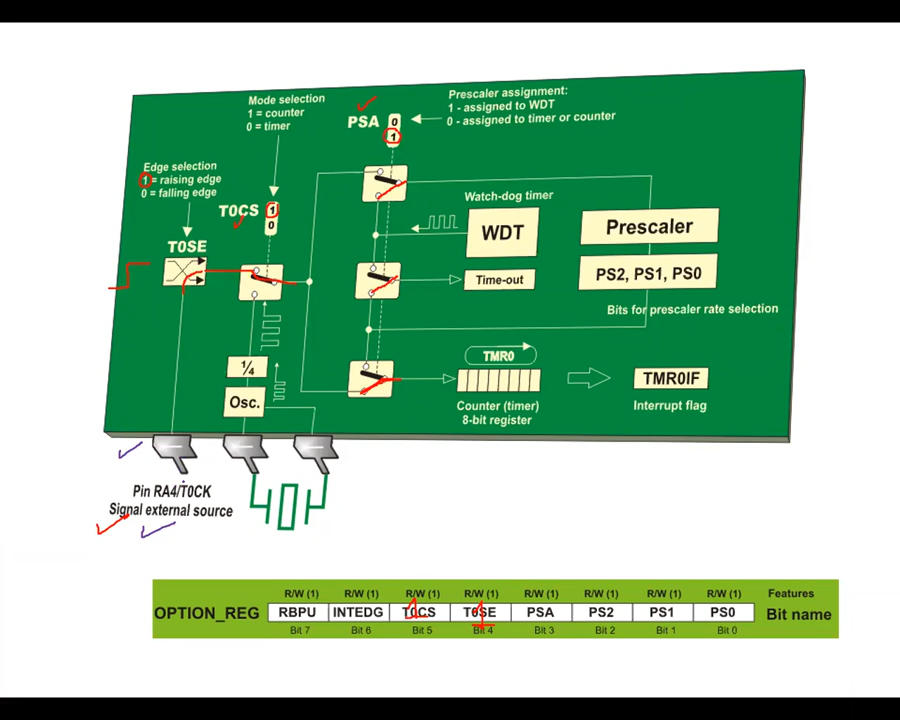 Prescaler assignment:
1 - assigned to WDT
0 - assigned to timer or counter
Mode selection
1 = counter
0 = timer
PSA
0
1
Edge selection
1 = raising edge
0 = falling edge
T0CS
1
0
T0SE
Watch-dog timer
WDT
Prescaler
Time-out
PS2, PS1, PS0
Bits for prescaler rate selection
1/4
Osc.
TMR0
TMR0IF
Counter (timer)
8-bit register
Interrupt flag
Pin RA4/T0CK
Signal external source
R/W (1) R/W (1) R/W (1) R/W (1) R/W (1) R/W (1) R/W (1) R/W (1) Features
OPTION_REG RBPU INTEDG T0CS T0SE PSA PS2 PS1 PS0 Bit name
1 1
Bit 7 Bit 6 Bit 5 Bit 4 Bit 3 Bit 2 Bit 1 Bit 0